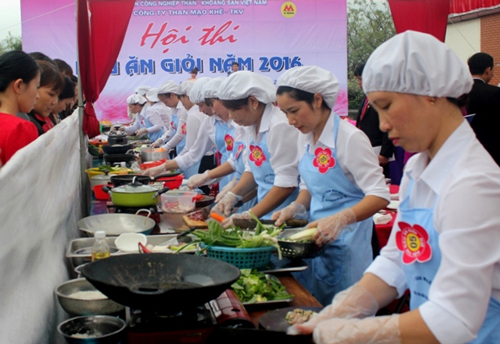 CÔNG NGHIỆP THAN - KHOÁNG SẢN VIỆT NAM
CÔNG TY THAN MẠO KHÊ - TKV
Hội thi
ĂN GIỎI NĂM 2016